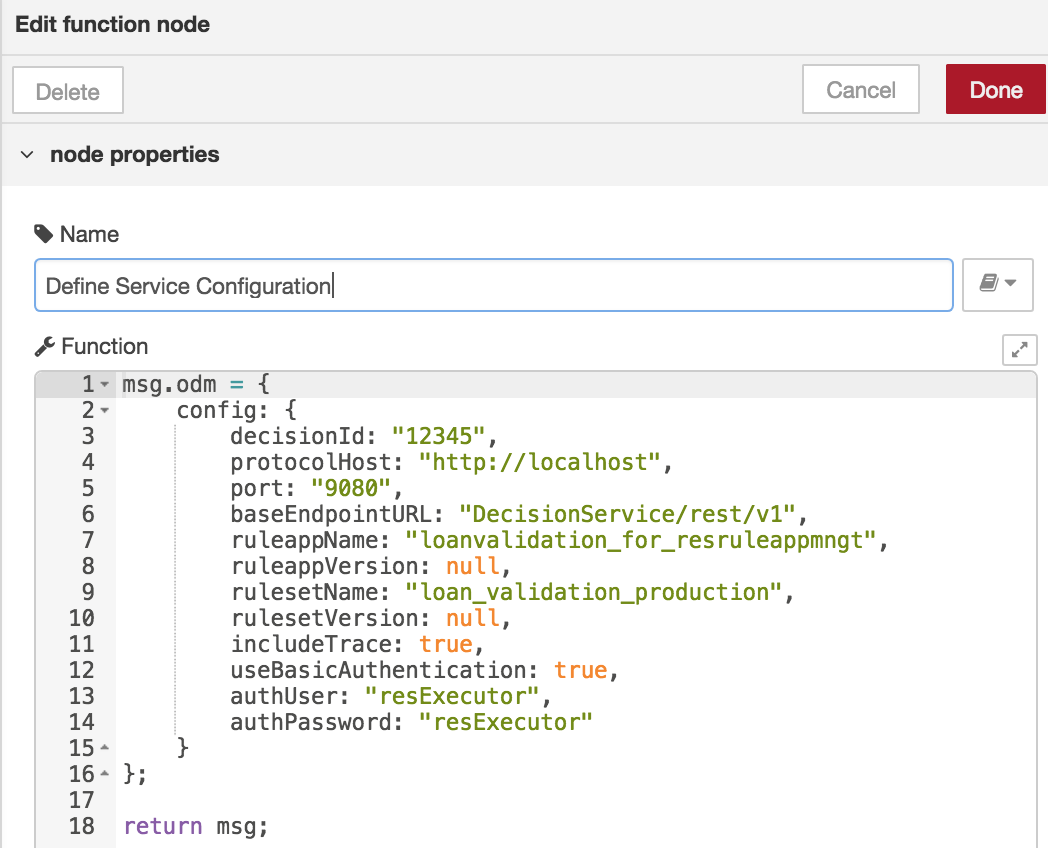 Edit function node
Delete
Cancel
Done
node properties
Name
Define Service Configuration
Function
1 msg.odm = {
2     config: {
3         decisionId: "12345",
4         protocolHost: "http://localhost",
5         port: "9080",
6         baseEndpointURL: "DecisionService/rest/v1",
7         ruleappName: "loanvalidation_for_resruleappmngt",
8         ruleappVersion: null,
9         rulesetName: "loan_validation_production",
10         rulesetVersion: null,
11         includeTrace: true,
12         useBasicAuthentication: true,
13         authUser: "resExecutor",
14         authPassword: "resExecutor"
15     }
16 };
17
18 return msg;